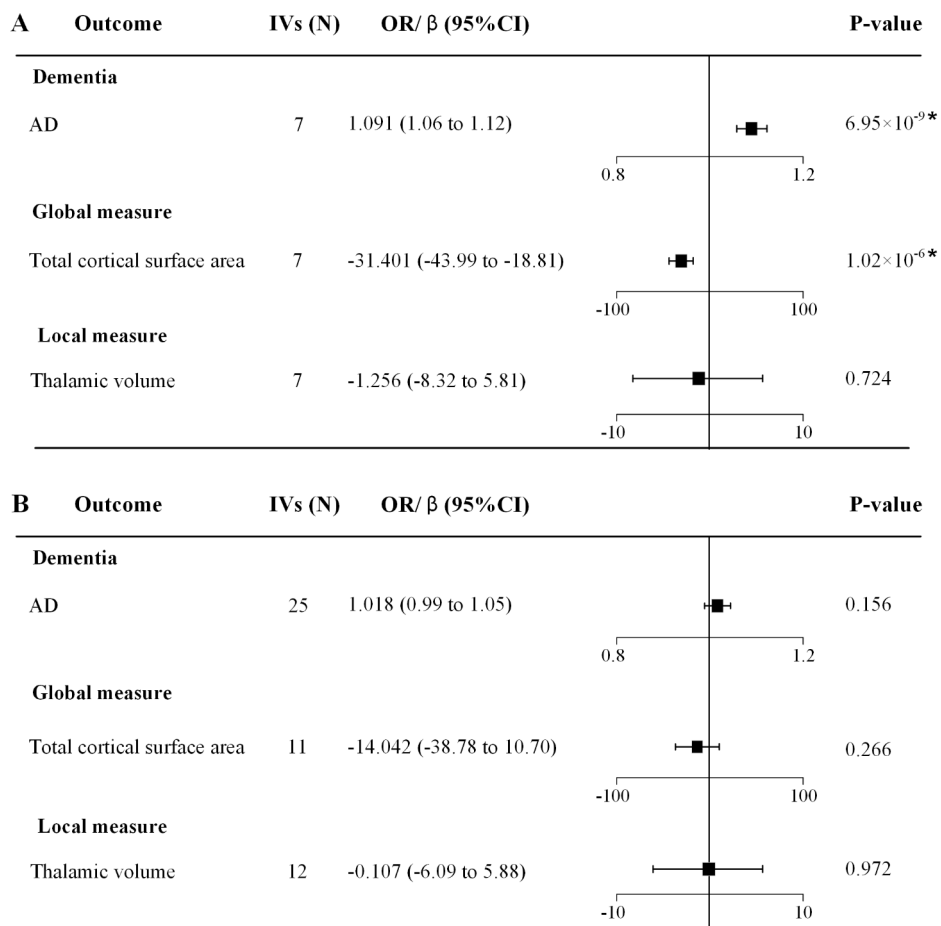 A Outcome IVs (N) OR/ β (95%CI) P-value
Dementia
AD 7 1.091 (1.06 to 1.12) 6.95×10⁻⁹*
0.8 1.2
Global measure
Total cortical surface area 7 -31.401 (-43.99 to -18.81) 1.02×10⁻⁶*
-100 100
Local measure
Thalamic volume 7 -1.256 (-8.32 to 5.81) 0.724
-10 10
B Outcome IVs (N) OR/ β (95%CI) P-value
Dementia
AD 25 1.018 (0.99 to 1.05) 0.156
0.8 1.2
Global measure
Total cortical surface area 11 -14.042 (-38.78 to 10.70) 0.266
-100 100
Local measure
Thalamic volume 12 -0.107 (-6.09 to 5.88) 0.972
-10 10